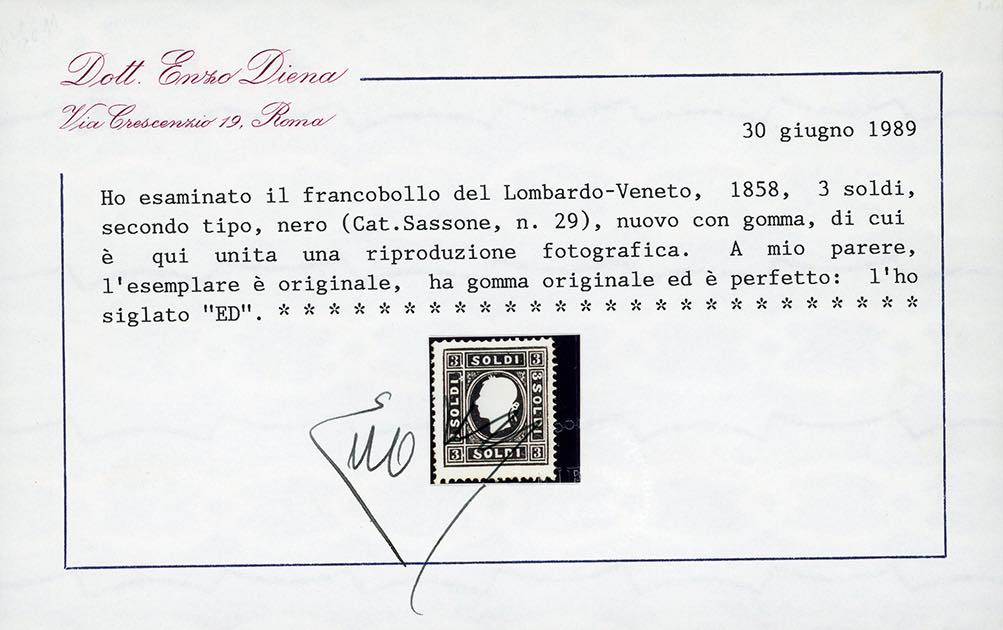 Dott. Enzo Diena
Via Crescenzio 19, Roma
30 giugno 1989
Ho esaminato il francobollo del Lombardo-Veneto, 1858, 3 soldi,
secondo tipo, nero (Cat.Sassone, n. 29), nuovo con gomma, di cui
è qui unita una riproduzione fotografica. A mio parere,
l'esemplare è originale, ha gomma originale ed è perfetto: l'ho
siglato "ED". * * * * * * * * * * * * * * * * * * * * * * * * * *
3 SOLDI 3
SOLDI
3 SOLDI
3 SOLDI 3